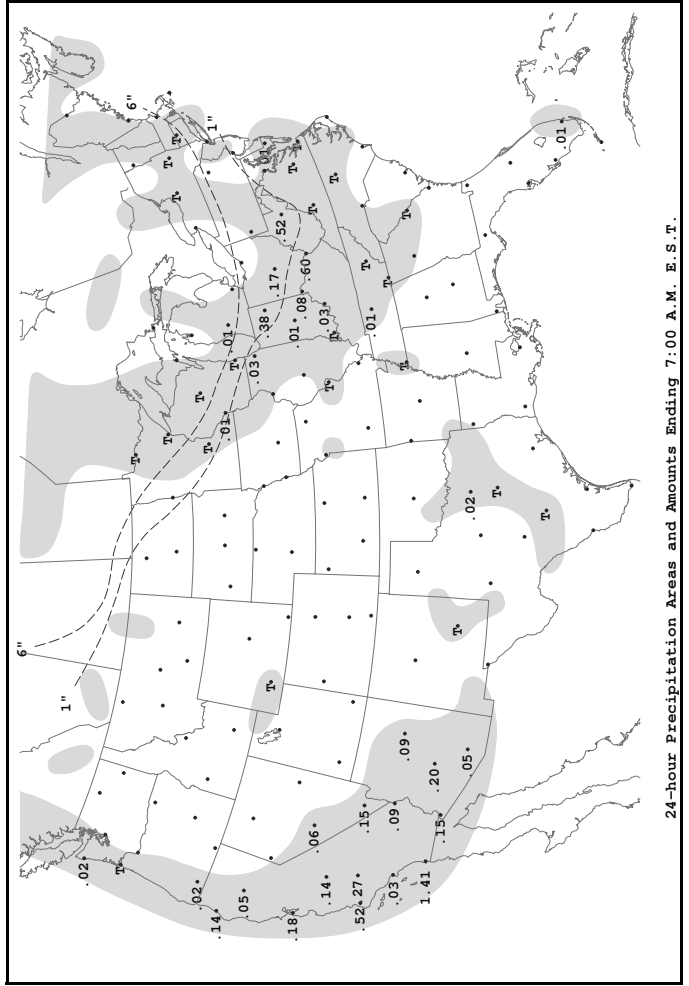 6"
1"
.02
T
6"
T
T
T
T
T
.02
T
T
1"
.14
.01
.01
T
.05
.03
.38
.01
T
.17
.52
.18
.01
T
T
.08
.60
T
.06
.03
.14
T
T
T
.52 .27
.15
T
.01
T
.03
.09
.09
T
T
1.41
.20
.15
T
.05
.02
T
T
.01
24-hour Precipitation Areas and Amounts Ending 7:00 A.M. E.S.T.